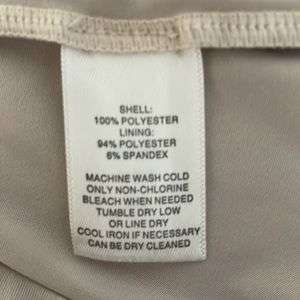 SHELL:
100% POLYESTER
LINING:
94% POLYESTER
6% SPANDEX
MACHINE WASH COLD
ONLY NON-CHLORINE
BLEACH WHEN NEEDED
TUMBLE DRY LOW
OR LINE DRY
COOL IRON IF NECESSARY
CAN BE DRY CLEANED